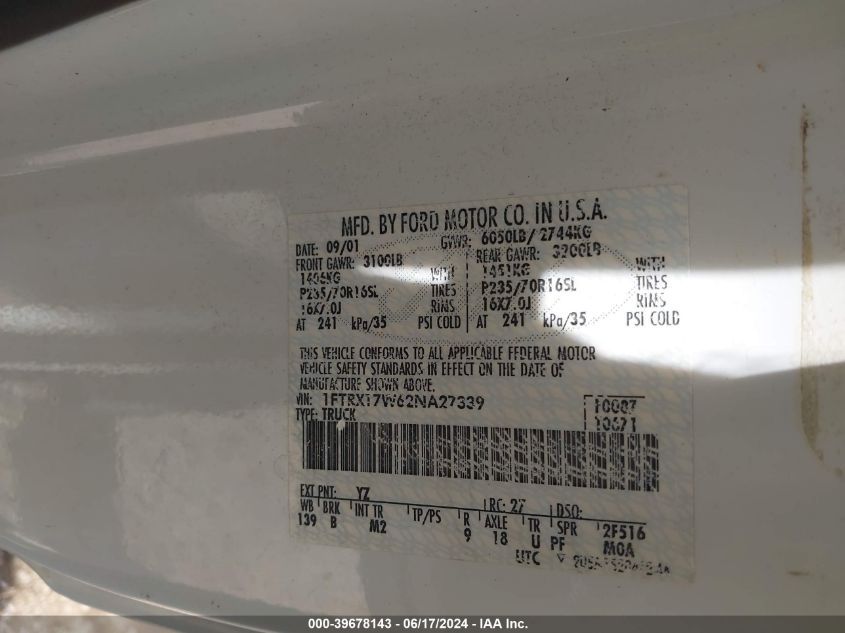 MFD. BY FORD MOTOR CO. IN U.S.A.
DATE: 09/01 GVWR: 6050LB/ 2744KG
FRONT GAWR: 3100LB REAR GAWR: 3200LB
1406KG WITH 1451KG WITH
P235/70R16SL TIRES P235/70R16SL TIRES
16X7.0J RIMS 16X7.0J RIMS
AT 241 kPa/35 PSI COLD AT 241 kPa/35 PSI COLD
THIS VEHICLE CONFORMS TO ALL APPLICABLE FEDERAL MOTOR
VEHICLE SAFETY STANDARDS IN EFFECT ON THE DATE OF
MANUFACTURE SHOWN ABOVE.
VIN: 1FTRX17W62NA27339
TYPE: TRUCK
EXT PNT: YZ RC: 27 DSO:
WB BRK INT TR TP/PS R AXLE TR SPR 2F516
139 B M2 9 18 U PF MOA
UTC
000-39678143 - 06/17/2024 - IAA Inc.